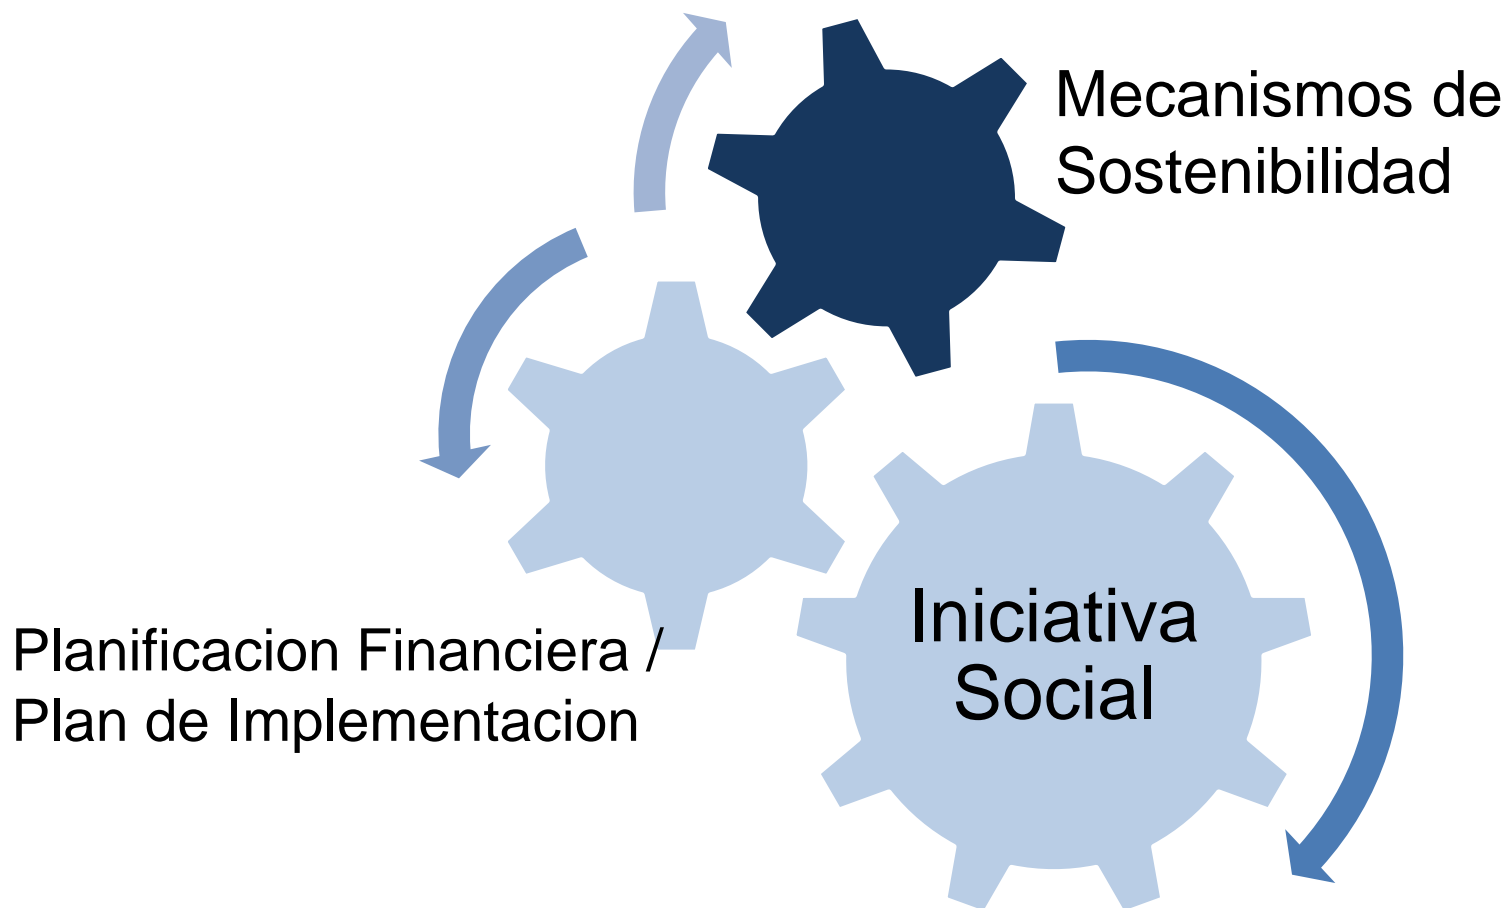 Mecanismos de
Sostenibilidad
Planificacion Financiera /
Plan de Implementacion
Iniciativa
Social